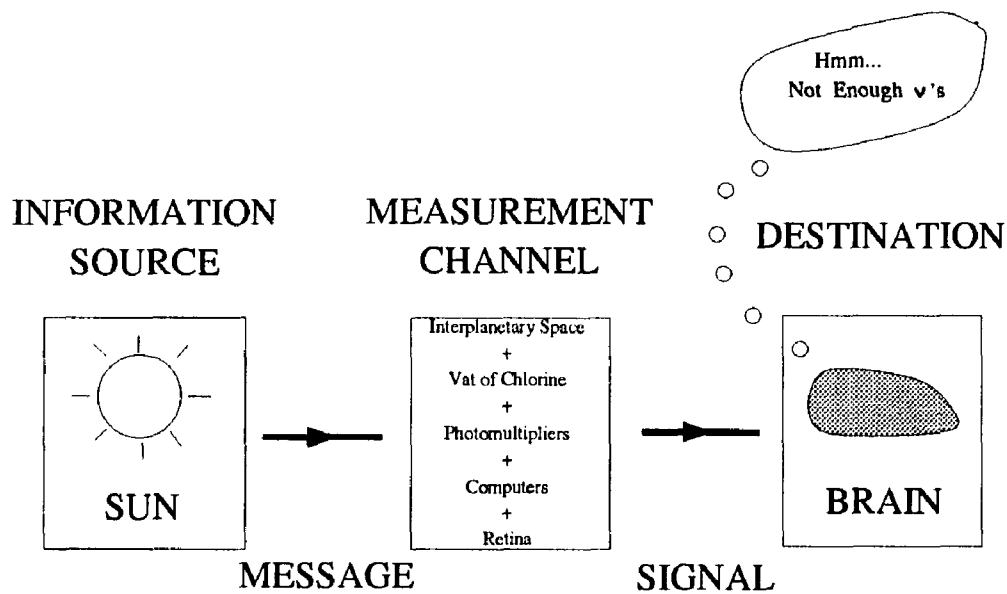 Hmm...
Not Enough ν's
INFORMATION
SOURCE
MEASUREMENT
CHANNEL
DESTINATION
SUN
Interplanetary Space
+
Vat of Chlorine
+
Photomultipliers
+
Computers
+
Retina
BRAIN
MESSAGE
SIGNAL